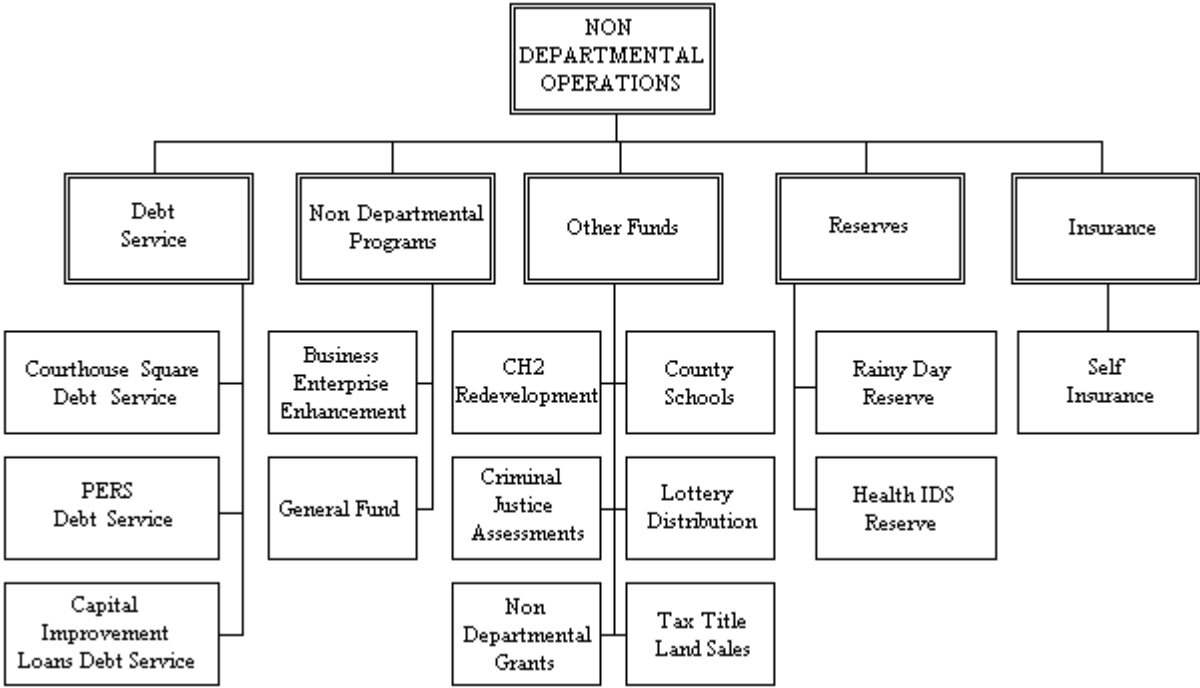 NON
DEPARTMENTAL
OPERATIONS
Debt
Service
Non Departmental
Programs
Other Funds
Reserves
Insurance
Courthouse Square
Debt Service
PERS
Debt Service
Capital
Improvement
Loans Debt Service
Business
Enterprise
Enhancement
General Fund
CH2
Redevelopment
County
Schools
Criminal
Justice
Assessments
Lottery
Distribution
Non
Departmental
Grants
Tax Title
Land Sales
Rainy Day
Reserve
Health IDS
Reserve
Self
Insurance